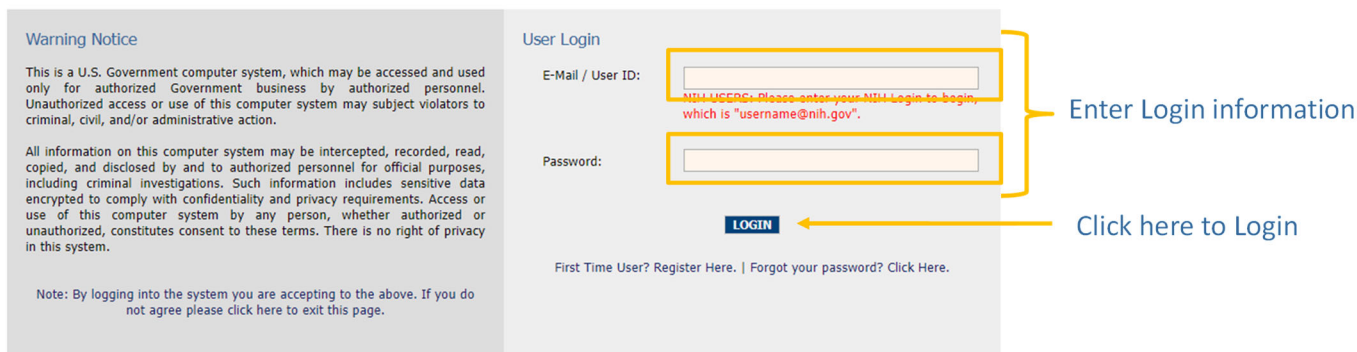 Warning Notice
This is a U.S. Government computer system, which may be accessed and used
only for authorized Government business by authorized personnel.
Unauthorized access or use of this computer system may subject violators to
criminal, civil, and/or administrative action.
All information on this computer system may be intercepted, recorded, read,
copied, and disclosed by and to authorized personnel for official purposes,
including criminal investigations. Such information includes sensitive data
encrypted to comply with confidentiality and privacy requirements. Access or
use of this computer system by any person, whether authorized or
unauthorized, constitutes consent to these terms. There is no right of privacy
in this system.
Note: By logging into the system you are accepting to the above. If you do
not agree please click here to exit this page.
User Login
E-Mail / User ID:
NIH USERS: Please enter your NIH Login to begin,
which is "username@nih.gov".
Password:
LOGIN
First Time User? Register Here. | Forgot your password? Click Here.
Enter Login information
Click here to Login